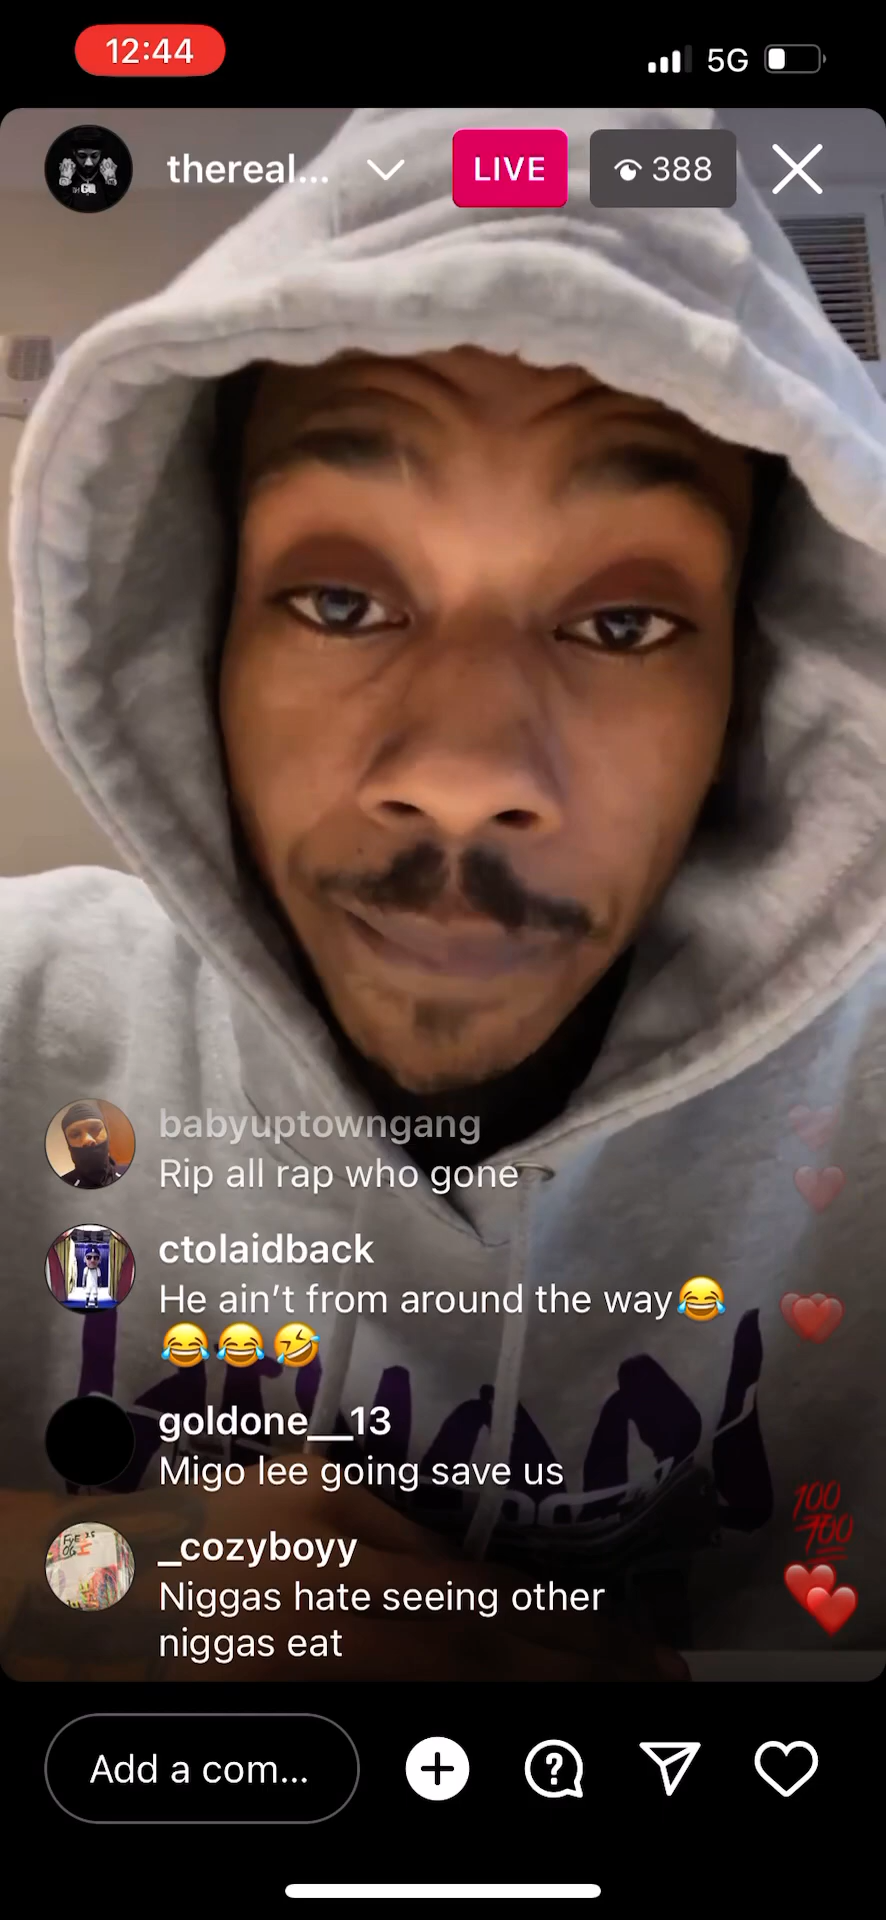 12:44
5G
thereal...
LIVE
388
babyuptowngang
Rip all rap who gone
ctolaidback
He ain't from around the way😂
😂😂🤣
goldone__13
Migo lee going save us
_cozyboyy
Niggas hate seeing other
niggas eat
Add a com...